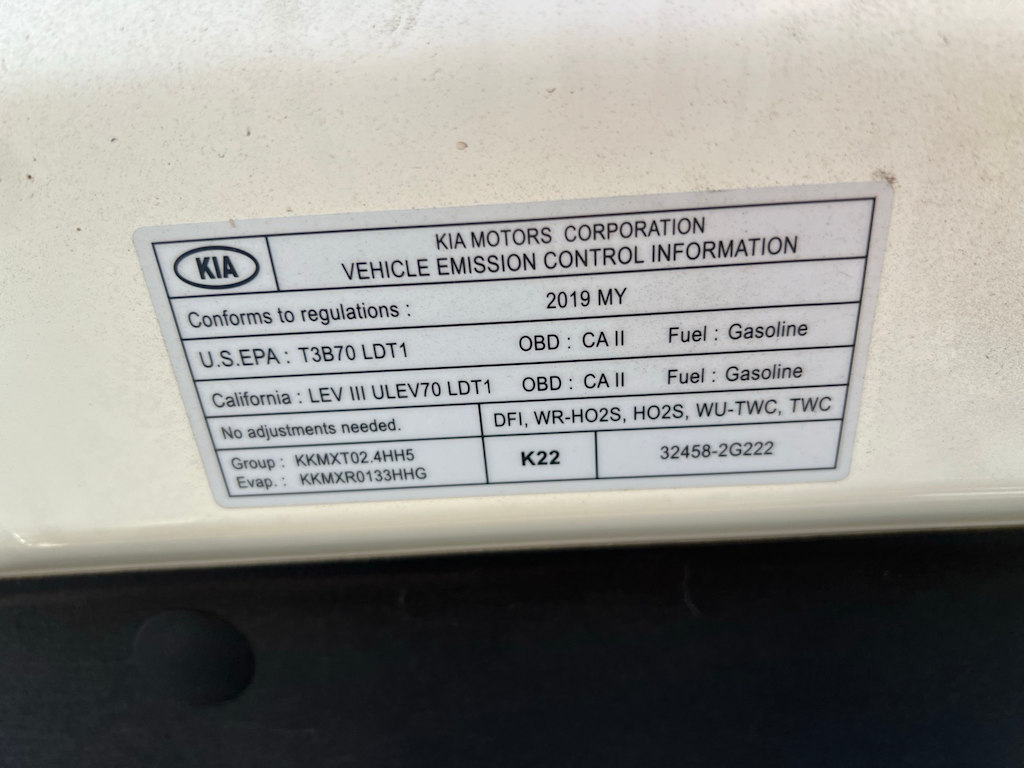 KIA
KIA MOTORS CORPORATION
VEHICLE EMISSION CONTROL INFORMATION
Conforms to regulations : 2019 MY
U.S.EPA : T3B70 LDT1 OBD : CA II Fuel : Gasoline
California : LEV III ULEV70 LDT1 OBD : CA II Fuel : Gasoline
No adjustments needed. DFI, WR-HO2S, HO2S, WU-TWC, TWC
Group : KKMXT02.4HH5
Evap. : KKMXR0133HHG
K22
32458-2G222